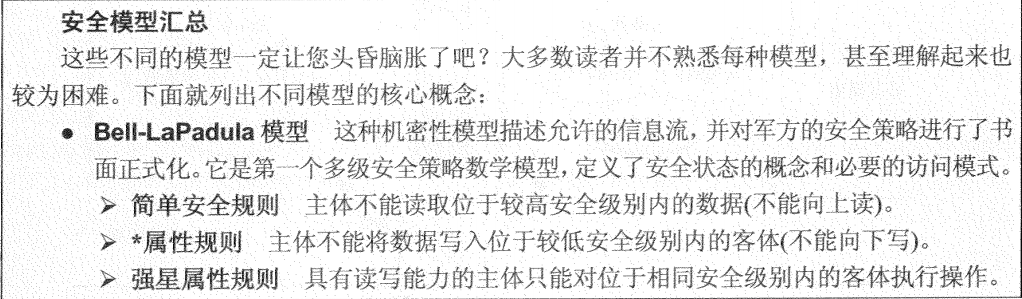 安全模型汇总
这些不同的模型一定让您头昏脑胀了吧？大多数读者并不熟悉每种模型，甚至理解起来也
较为困难。下面就列出不同模型的核心概念：
● Bell-LaPadula 模型 这种机密性模型描述允许的信息流，并对军方的安全策略进行了书
面正式化。它是第一个多级安全策略数学模型，定义了安全状态的概念和必要的访问模式。
➢ 简单安全规则 主体不能读取位于较高安全级别内的数据(不能向上读)。
➢ *属性规则 主体不能将数据写入位于较低安全级别内的客体(不能向下写)。
➢ 强星属性规则 具有读写能力的主体只能对位于相同安全级别内的客体执行操作。